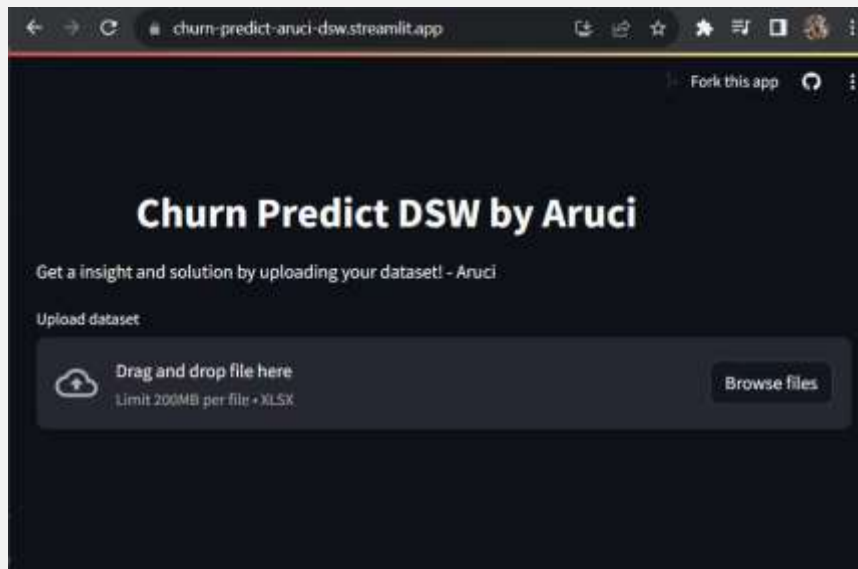 churn-predict-aruci-dsw.streamlit.app
Fork this app
Churn Predict DSW by Aruci
Get a insight and solution by uploading your dataset! - Aruci
Upload dataset
Drag and drop file here
Limit 200MB per file • XLSX
Browse files